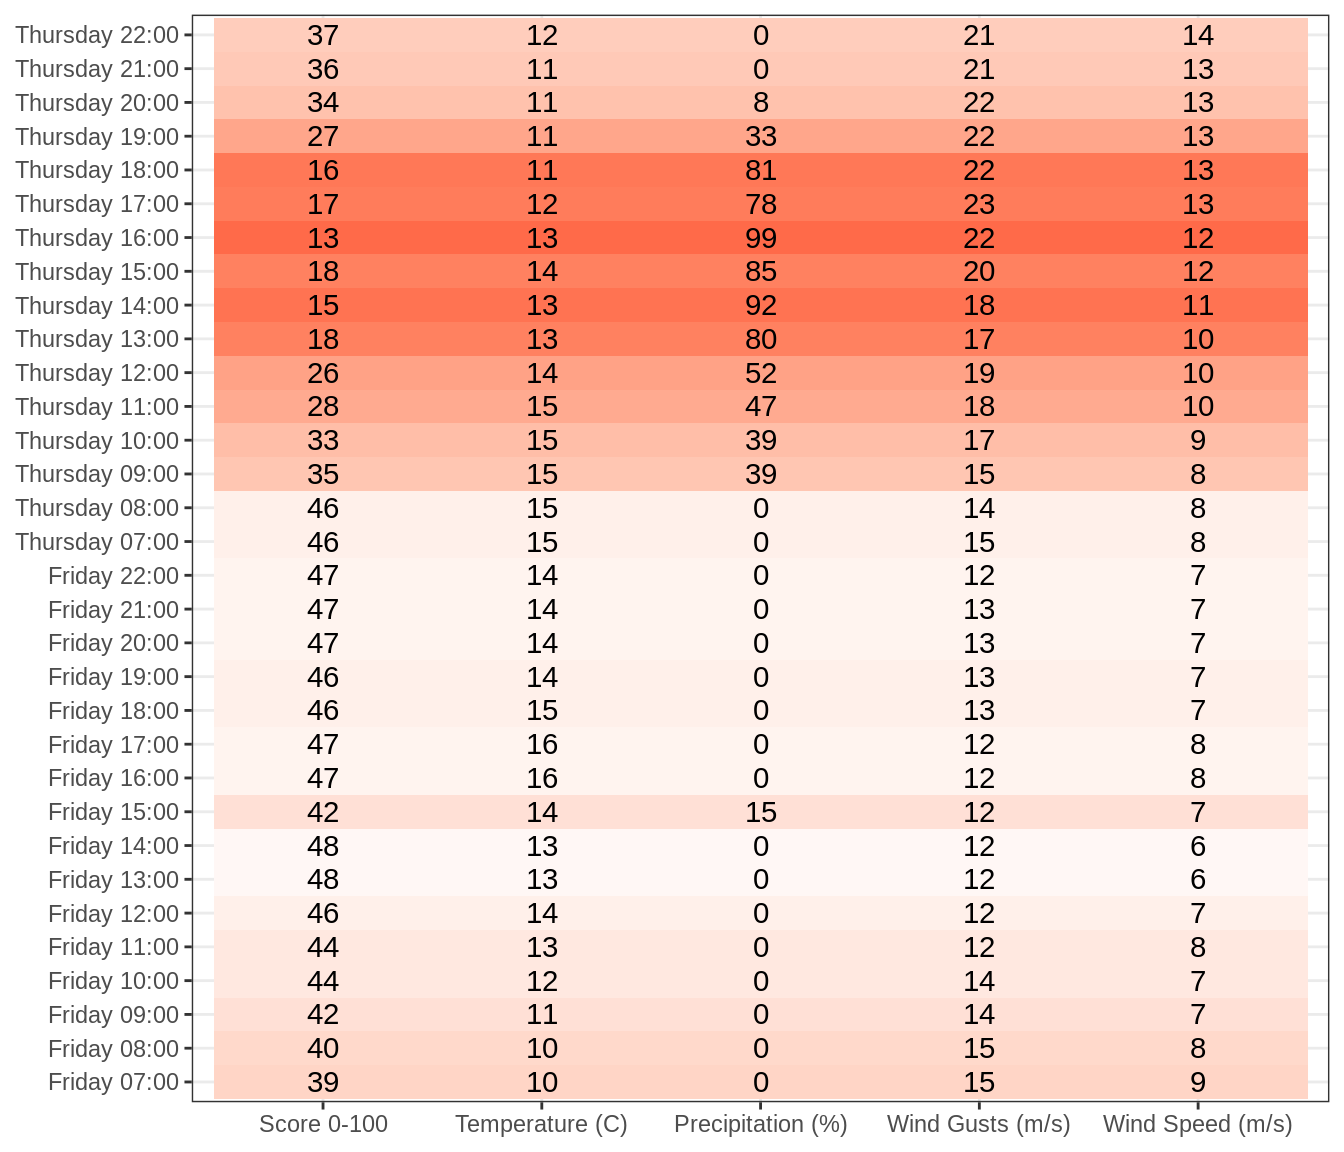 Thursday 22:00 37 12 0 21 14
Thursday 21:00 36 11 0 21 13
Thursday 20:00 34 11 8 22 13
Thursday 19:00 27 11 33 22 13
Thursday 18:00 16 11 81 22 13
Thursday 17:00 17 12 78 23 13
Thursday 16:00 13 13 99 22 12
Thursday 15:00 18 14 85 20 12
Thursday 14:00 15 13 92 18 11
Thursday 13:00 18 13 80 17 10
Thursday 12:00 26 14 52 19 10
Thursday 11:00 28 15 47 18 10
Thursday 10:00 33 15 39 17 9
Thursday 09:00 35 15 39 15 8
Thursday 08:00 46 15 0 14 8
Thursday 07:00 46 15 0 15 8
Friday 22:00 47 14 0 12 7
Friday 21:00 47 14 0 13 7
Friday 20:00 47 14 0 13 7
Friday 19:00 46 14 0 13 7
Friday 18:00 46 15 0 13 7
Friday 17:00 47 16 0 12 8
Friday 16:00 47 16 0 12 8
Friday 15:00 42 14 15 12 7
Friday 14:00 48 13 0 12 6
Friday 13:00 48 13 0 12 6
Friday 12:00 46 14 0 12 7
Friday 11:00 44 13 0 12 8
Friday 10:00 44 12 0 14 7
Friday 09:00 42 11 0 14 7
Friday 08:00 40 10 0 15 8
Friday 07:00 39 10 0 15 9
Score 0-100 Temperature (C) Precipitation (%) Wind Gusts (m/s) Wind Speed (m/s)